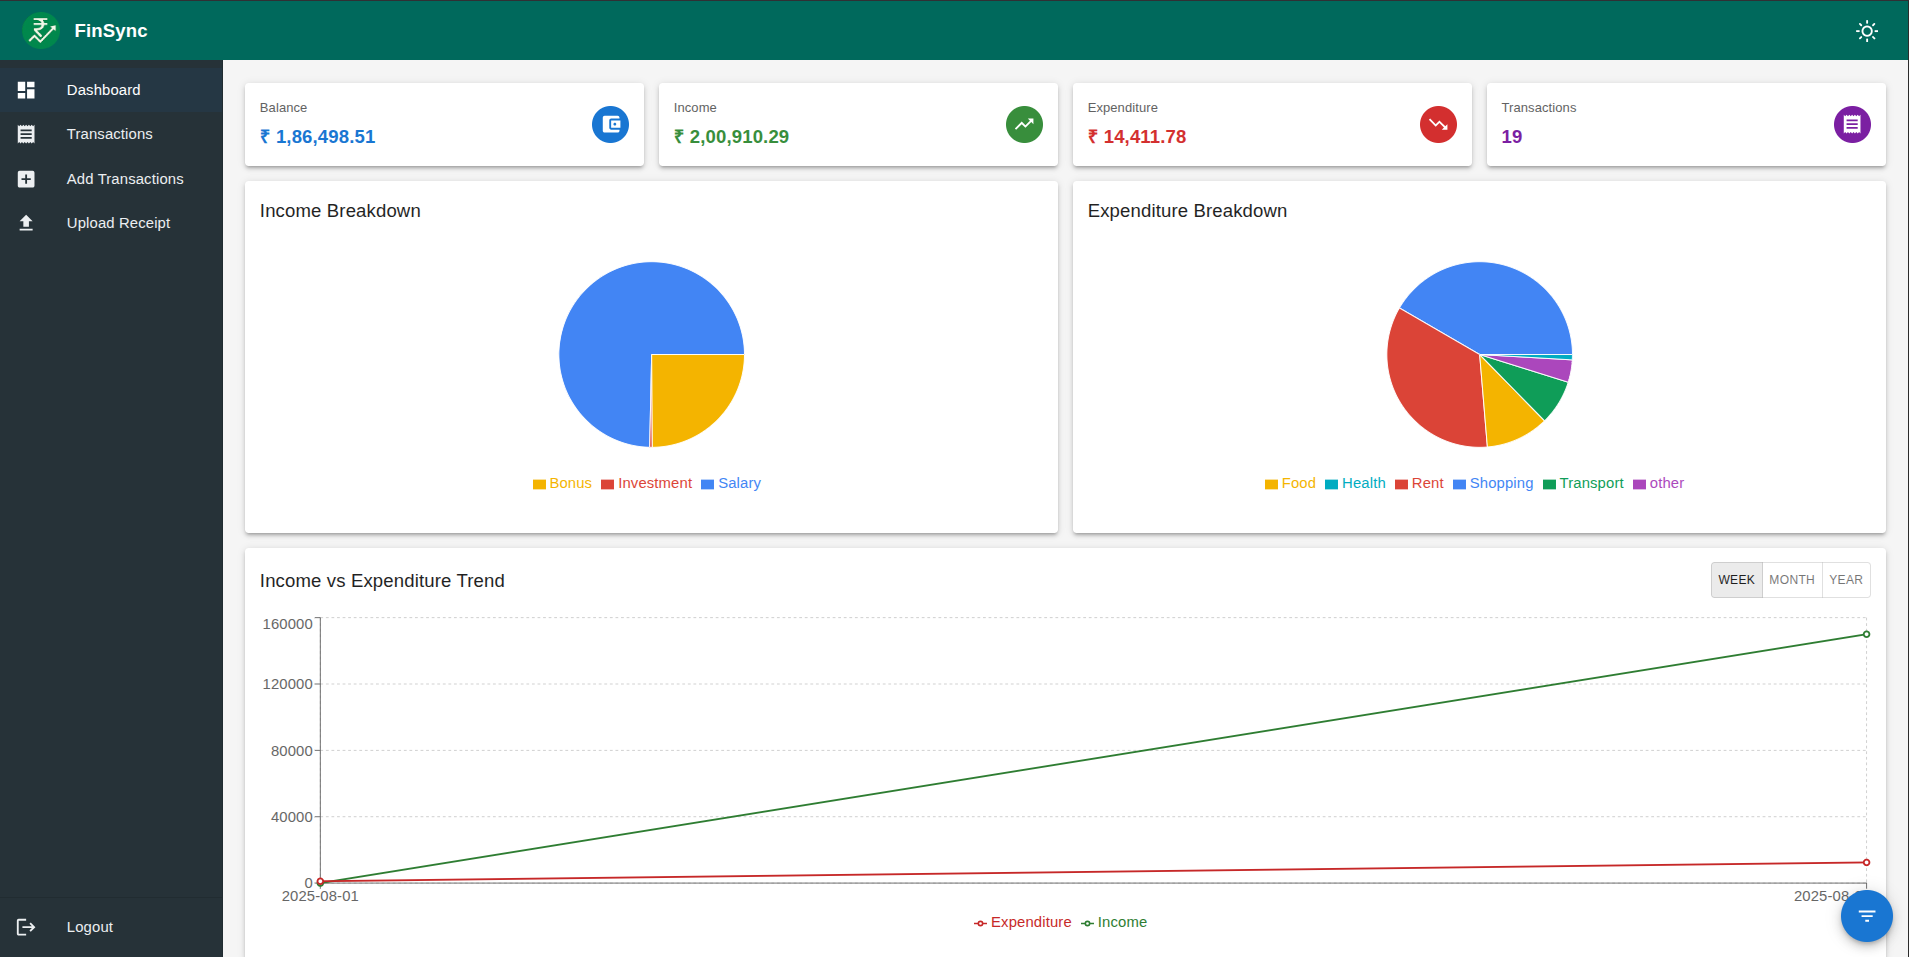 FinSync
Dashboard
Transactions
Add Transactions
Upload Receipt
Logout
Balance
₹ 1,86,498.51
Income
₹ 2,00,910.29
Expenditure
₹ 14,411.78
Transactions
19
Income Breakdown
Bonus Investment Salary
Expenditure Breakdown
Food Health Rent Shopping Transport other
Income vs Expenditure Trend
WEEK MONTH YEAR
160000
120000
80000
40000
0
2025-08-01 2025-08
Expenditure Income